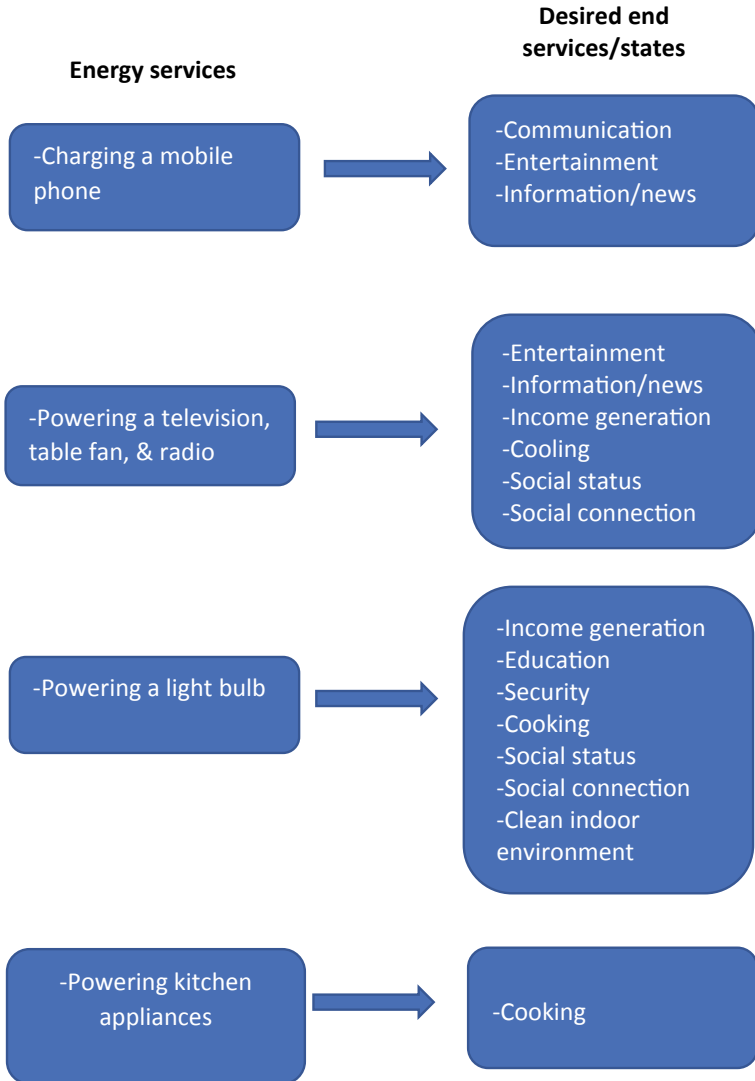 Energy services
Desired end
services/states
-Charging a mobile
phone
-Communication
-Entertainment
-Information/news
-Powering a television,
table fan, & radio
-Entertainment
-Information/news
-Income generation
-Cooling
-Social status
-Social connection
-Powering a light bulb
-Income generation
-Education
-Security
-Cooking
-Social status
-Social connection
-Clean indoor
environment
-Powering kitchen
appliances
-Cooking